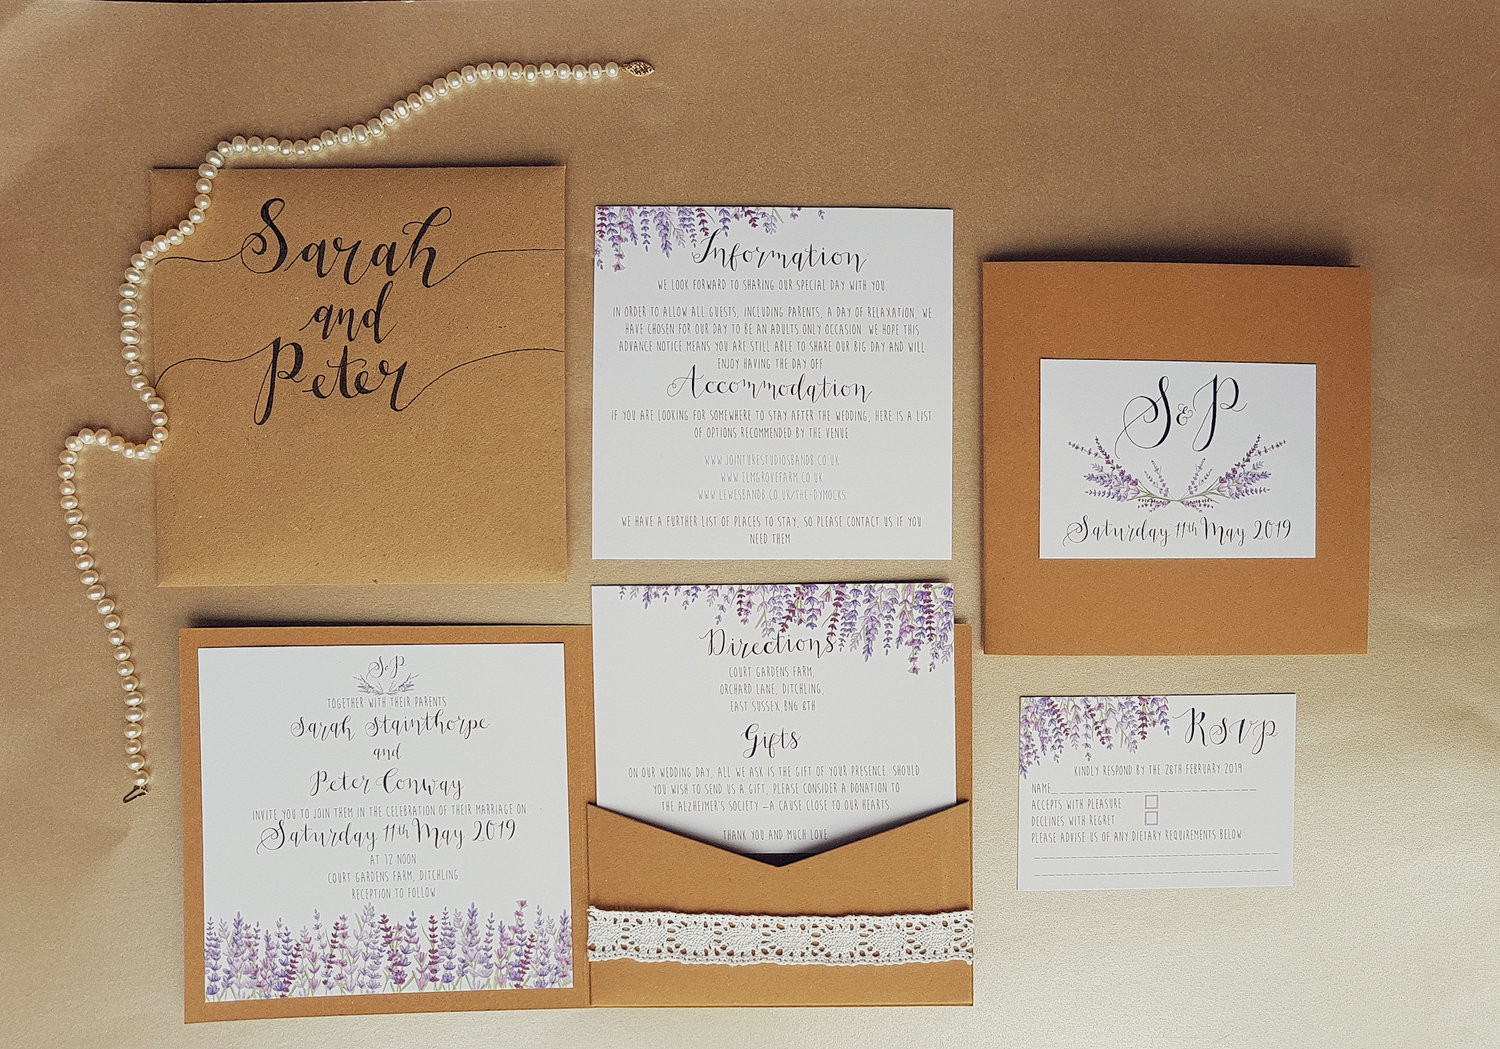 Sarah
and
Peter
Information
WE LOOK FORWARD TO SHARING OUR SPECIAL DAY WITH YOU
IN ORDER TO ALLOW ALL GUESTS, INCLUDING PARENTS, A DAY OF RELAXATION. WE
HAVE CHOSEN FOR OUR DAY TO BE AN ADULTS ONLY OCCASION. WE HOPE THIS
ADVANCE NOTICE MEANS YOU ARE STILL ABLE TO SHARE OUR BIG DAY AND WILL
ENJOY HAVING THE DAY OFF
Accommodation
IF YOU ARE LOOKING FOR SOMEWHERE TO STAY AFTER THE WEDDING, HERE IS A LIST
OF OPTIONS RECOMMENDED BY THE VENUE
WWW.JOINTURESTUDIOSBANDB.CO.UK
WWW.ELMGROVEFARM.CO.UK
WWW.LEWESBANDB.CO.UK/THE-DYMOCKS
WE HAVE A FURTHER LIST OF PLACES TO STAY, SO PLEASE CONTACT US IF YOU
NEED THEM
S&P
Saturday 11th May 2019
S&P
TOGETHER WITH THEIR PARENTS
Sarah Stainthorpe
and
Peter Conway
INVITE YOU TO JOIN THEM IN THE CELEBRATION OF THEIR MARRIAGE ON
Saturday 11th May 2019
AT 12 NOON
COURT GARDENS FARM, DITCHLING
RECEPTION TO FOLLOW
Directions
COURT GARDENS FARM,
ORCHARD LANE, DITCHLING,
EAST SUSSEX, BN6 8TH
Gifts
ON OUR WEDDING DAY, ALL WE ASK IS THE GIFT OF YOUR PRESENCE. SHOULD
YOU WISH TO SEND US A GIFT, PLEASE CONSIDER A DONATION TO
THE ALZHEIMER'S SOCIETY –A CAUSE CLOSE TO OUR HEARTS.
THANK YOU AND MUCH LOVE
RSVP
KINDLY RESPOND BY THE 28TH FEBRUARY 2019
NAME
ACCEPTS WITH PLEASURE
DECLINES WITH REGRET
PLEASE ADVISE US OF ANY DIETARY REQUIREMENTS BELOW: